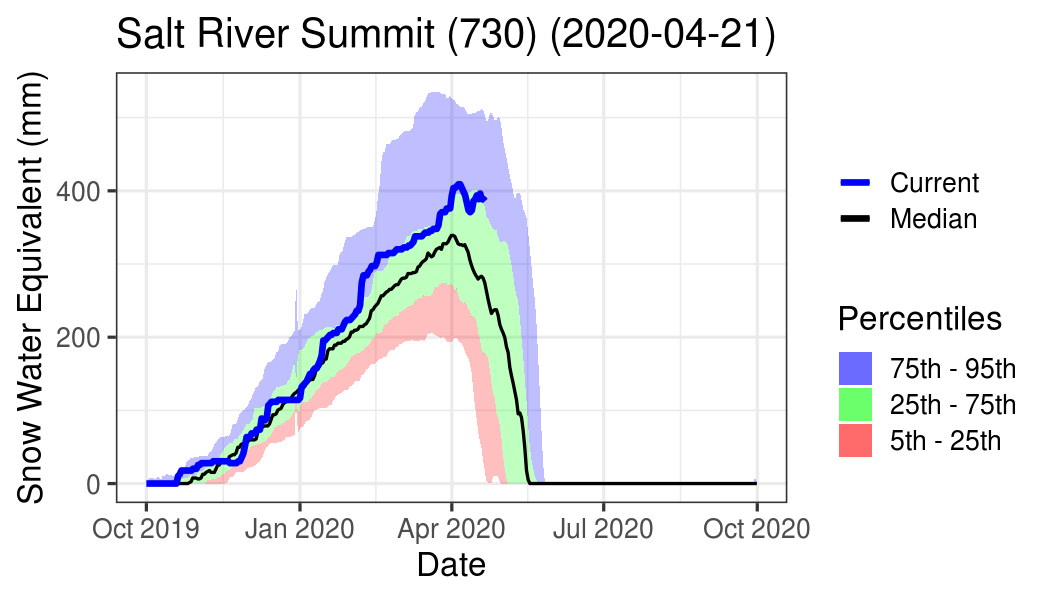 Salt River Summit (730) (2020-04-21)
Snow Water Equivalent (mm)
400
200
0
Oct 2019
Jan 2020
Apr 2020
Jul 2020
Oct 2020
Date
Current
Median
Percentiles
75th - 95th
25th - 75th
5th - 25th